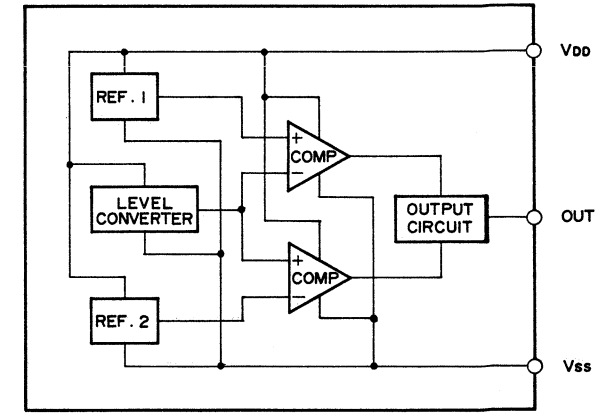 VDD
REF. 1
+
COMP
−
LEVEL
CONVERTER
OUTPUT
CIRCUIT
OUT
+
COMP
−
REF. 2
VSS